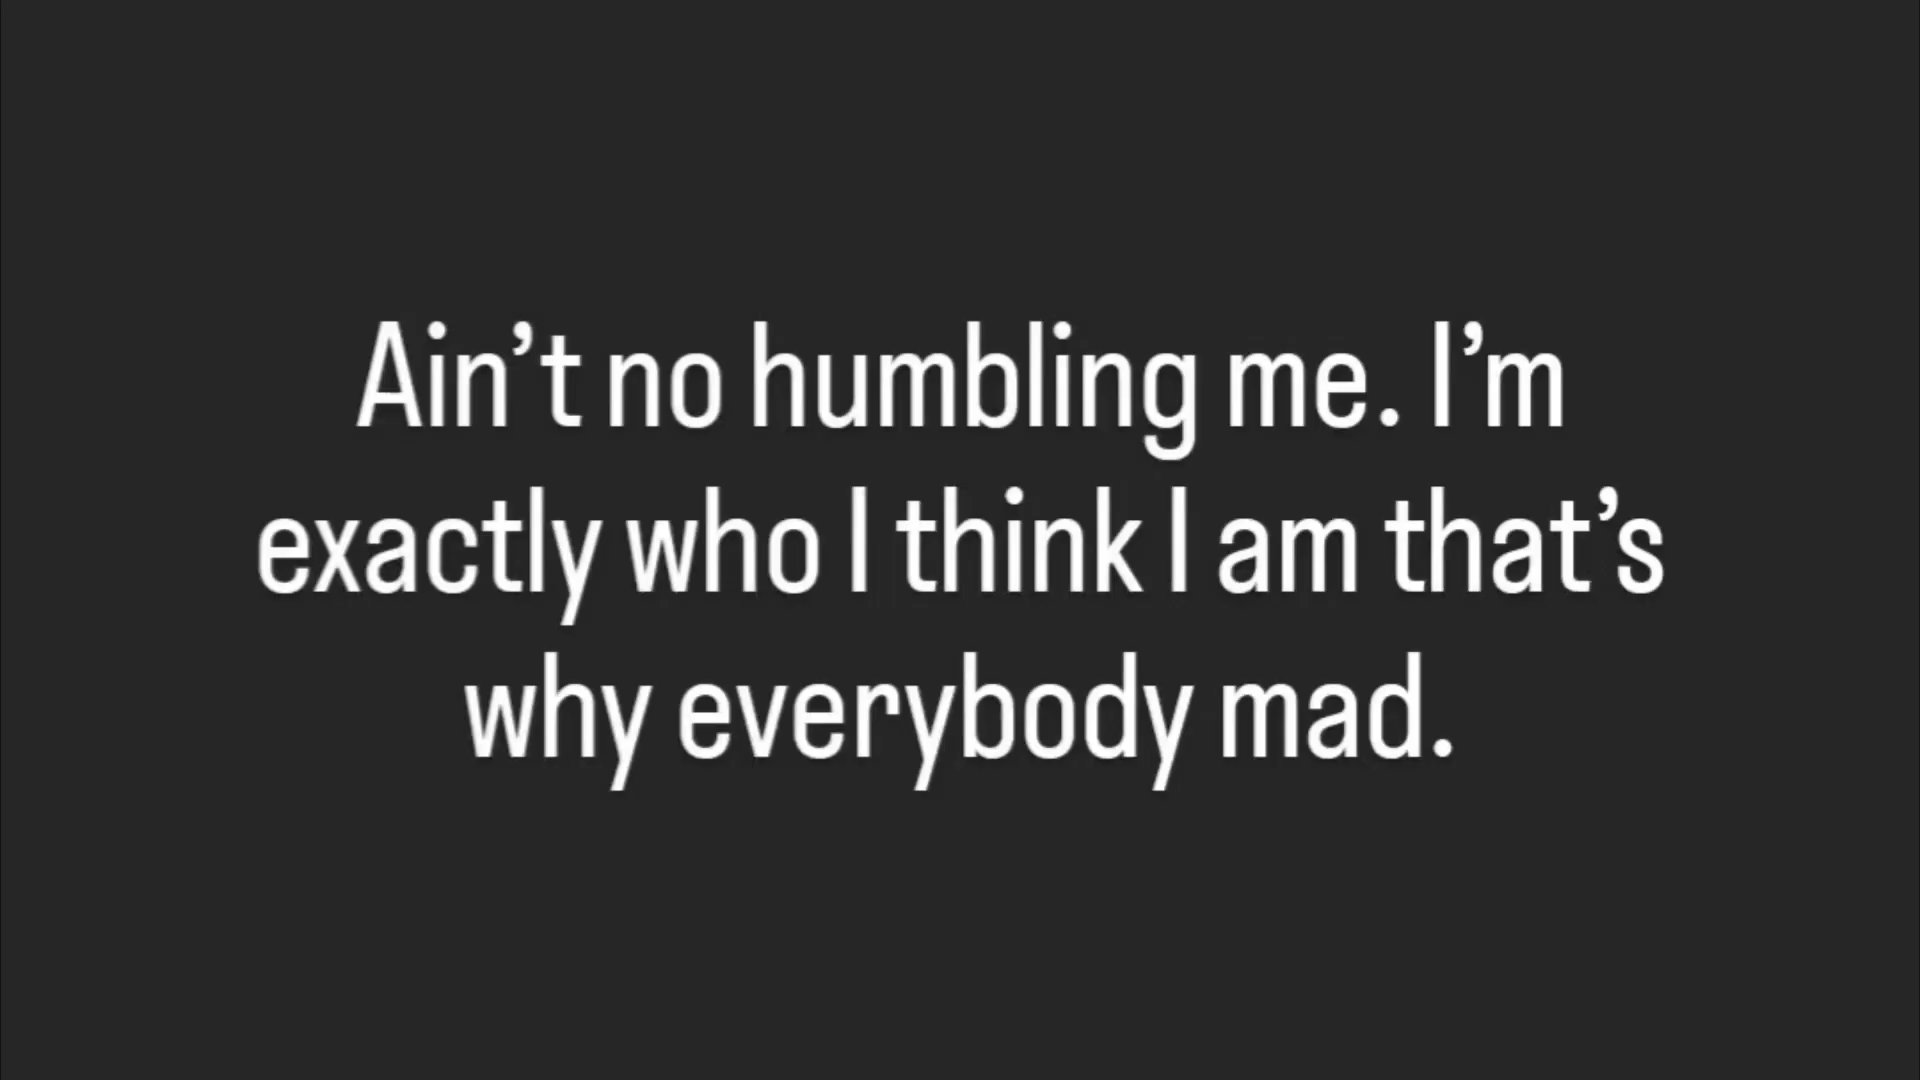 Ain’t no humbling me. I’m
exactly who I think I am that’s
why everybody mad.